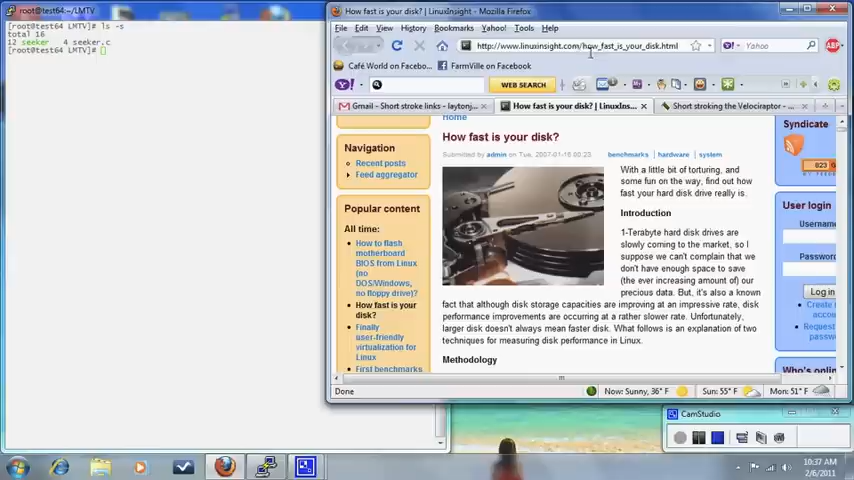 root@test64:~/LMTV
[root@test64 LMTV]# ls -s
total 16
12 seeker   4 seeker.c
[root@test64 LMTV]#
How fast is your disk? | LinuxInsight - Mozilla Firefox
File Edit View History Bookmarks Yahoo! Tools Help
http://www.linuxinsight.com/how_fast_is_your_disk.html
Yahoo
ABP
Café World on Facebo... FarmVille on Facebook
Y! WEB SEARCH
Gmail - Short stroke links - laytonj... How fast is your disk? | LinuxIns... Short stroking the Velociraptor - ...
Home
How fast is your disk?
Submitted by admin on Tue, 2007-01-16 00:23. benchmarks | hardware | system
With a little bit of torturing, and
some fun on the way, find out how
fast your hard disk drive really is.
Introduction
1-Terabyte hard disk drives are
slowly coming to the market, so I
suppose we can't complain that we
don't have enough space to save
(the ever increasing amount of) our
precious data. But, it's also a known
fact that although disk storage capacities are improving at an impressive rate, disk
performance improvements are occurring at a rather slower rate. Unfortunately,
larger disk doesn't always mean faster disk. What follows is an explanation of two
techniques for measuring disk performance in Linux.
Methodology
Navigation
Recent posts
Feed aggregator
Popular content
All time:
How to flash
motherboard
BIOS from Linux
(no
DOS/Windows,
no floppy drive)?
How fast is your
disk?
Finally
user-friendly
virtualization for
Linux
First benchmarks
Syndicate
823
User login
Username
Password
Log in
Create
accou
Request
passw
Who's onlin
Done
Now: Sunny, 36° F Sun: 55° F Mon: 51° F
CamStudio
10:37 AM
2/6/2011